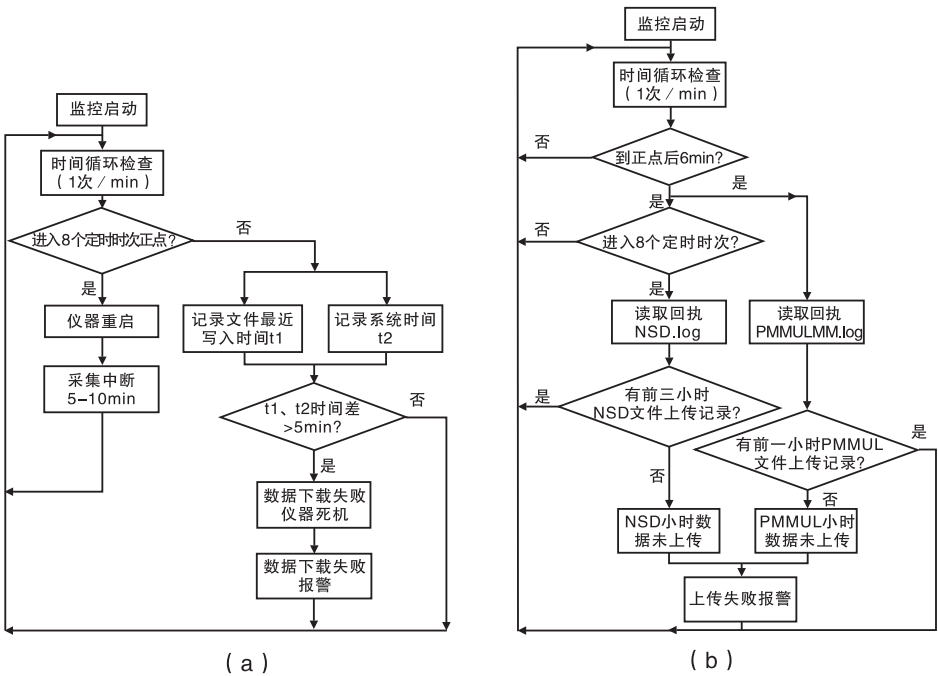 监控启动
时间循环检查
(1次/min)
进入8个定时时次正点?
否
是
仪器重启
采集中断
5-10min
记录文件最近
写入时间t1
记录系统时间
t2
t1、t2时间差
>5min?
否
是
数据下载失败
仪器死机
数据下载失败
报警
(a)
监控启动
时间循环检查
(1次/min)
否
到正点后6min?
是
是
否
进入8个定时时次?
是
读取回执
NSD.log
读取回执
PMMULMM.log
是
有前三小时
NSD文件上传记录?
是
有前一小时PMMUL
文件上传记录?
否
否
NSD小时数
据未上传
PMMUL小时
数据未上传
上传失败报警
(b)